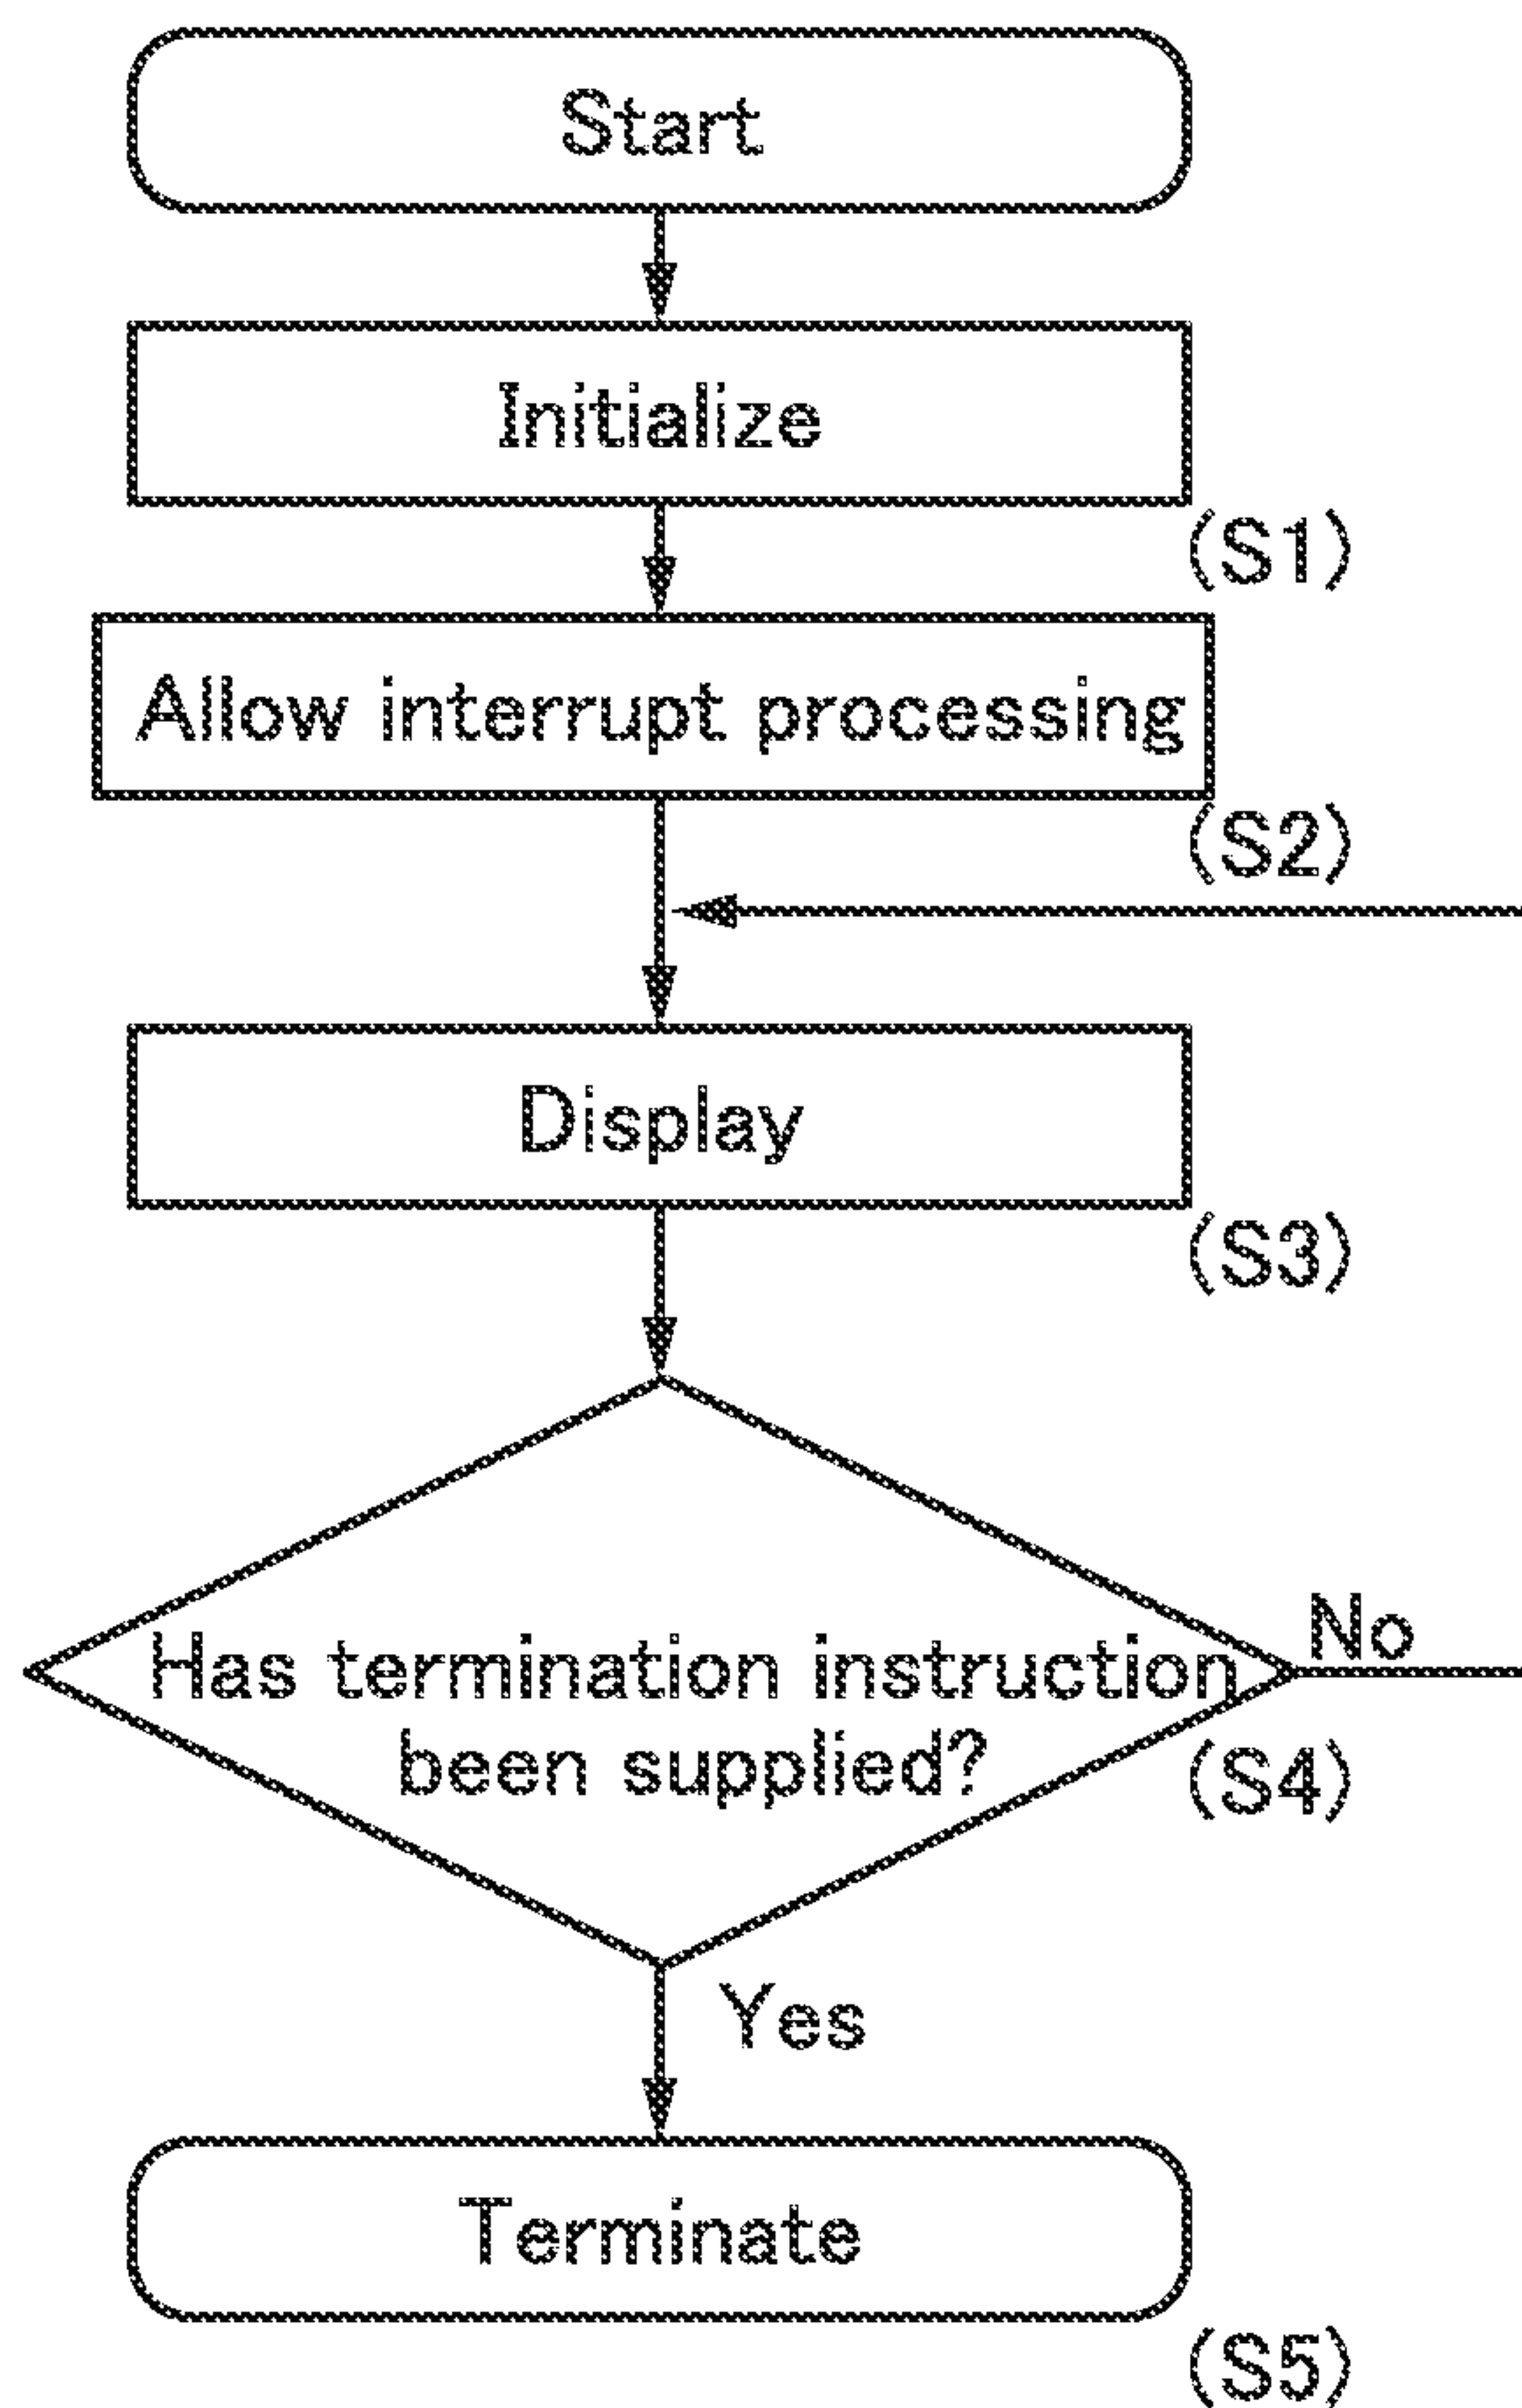 Start
Initialize
(S1)
Allow interrupt processing
(S2)
Display
(S3)
Has termination instruction
been supplied?
No
(S4)
Yes
Terminate
(S5)